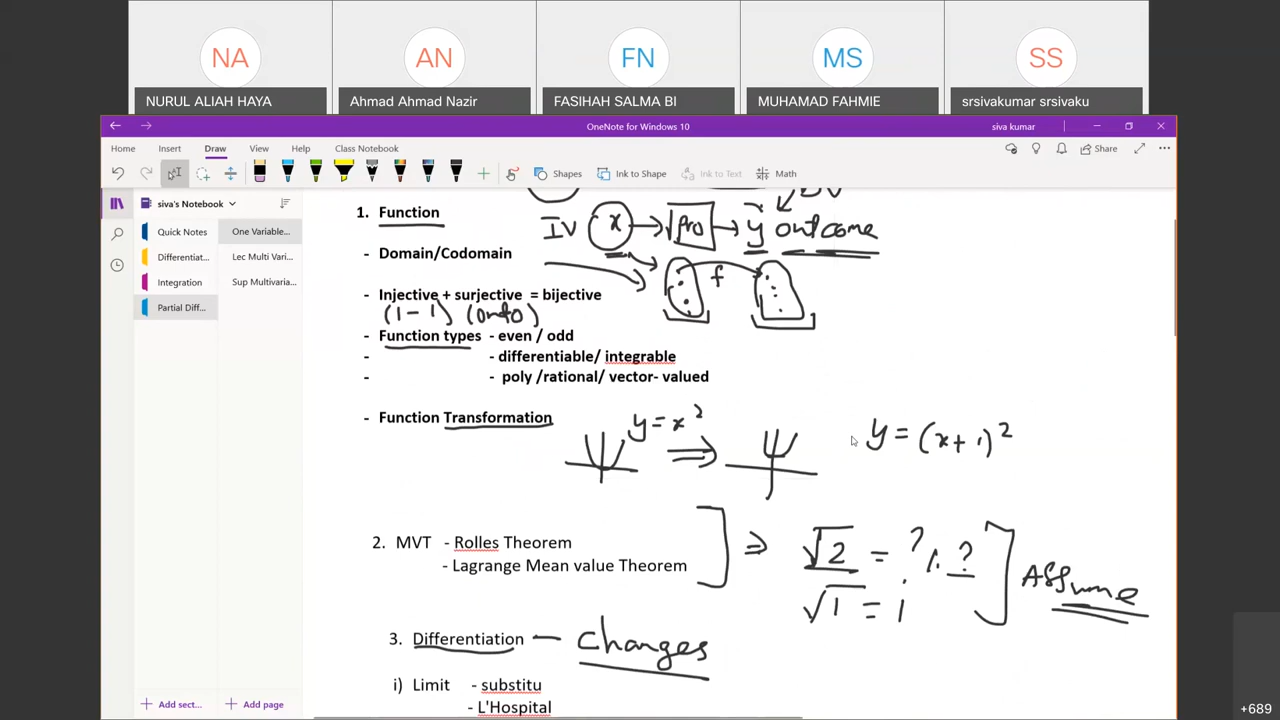 NA AN FN MS SS
NURUL ALIAH HAYA Ahmad Ahmad Nazir FASIHAH SALMA BI MUHAMAD FAHMIE srsivakumar srsivaku
OneNote for Windows 10 siva kumar
Home Insert Draw View Help Class Notebook Share
Shapes Ink to Shape Ink to Text Math
siva's Notebook
Quick Notes
Differentiat...
Integration
Partial Diff...
One Variable...
Lec Multi Vari...
Sup Multivaria...
Add sect...
Add page
1. Function IV x → pro → y outcome
- Domain/Codomain
f
- Injective + surjective = bijective
(1-1) (onto)
- Function types - even / odd
- - differentiable/ integrable
- - poly /rational/ vector- valued
- Function Transformation y = x² ⇒ y = (x+1)²
2. MVT - Rolles Theorem
- Lagrange Mean value Theorem
⇒ √2 = ?1.?
√1 = 1
Assume
3. Differentiation - changes
i) Limit - substitu
- L'Hospital
+689